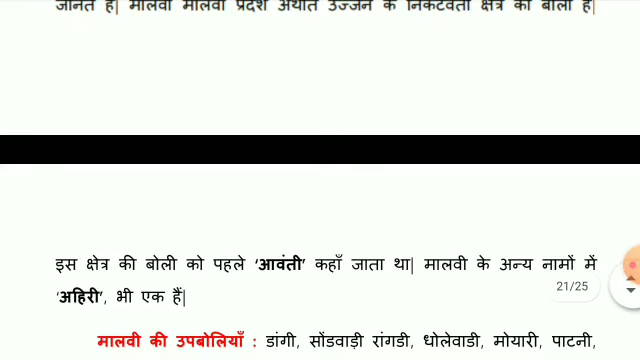 जानते हैं| मालवी मालवा प्रदेश अर्थात उज्जैन के निकटवर्ती क्षेत्र की बोली है|
इस क्षेत्र की बोली को पहले ‘आवंती’ कहाँ जाता था| मालवी के अन्य नामों में
‘अहिरी’, भी एक हैं|
21/25
मालवी की उपबोलियाँ : डांगी, सोंडवाड़ी रांगडी, धोलेवाडी, मोयारी, पाटनी,